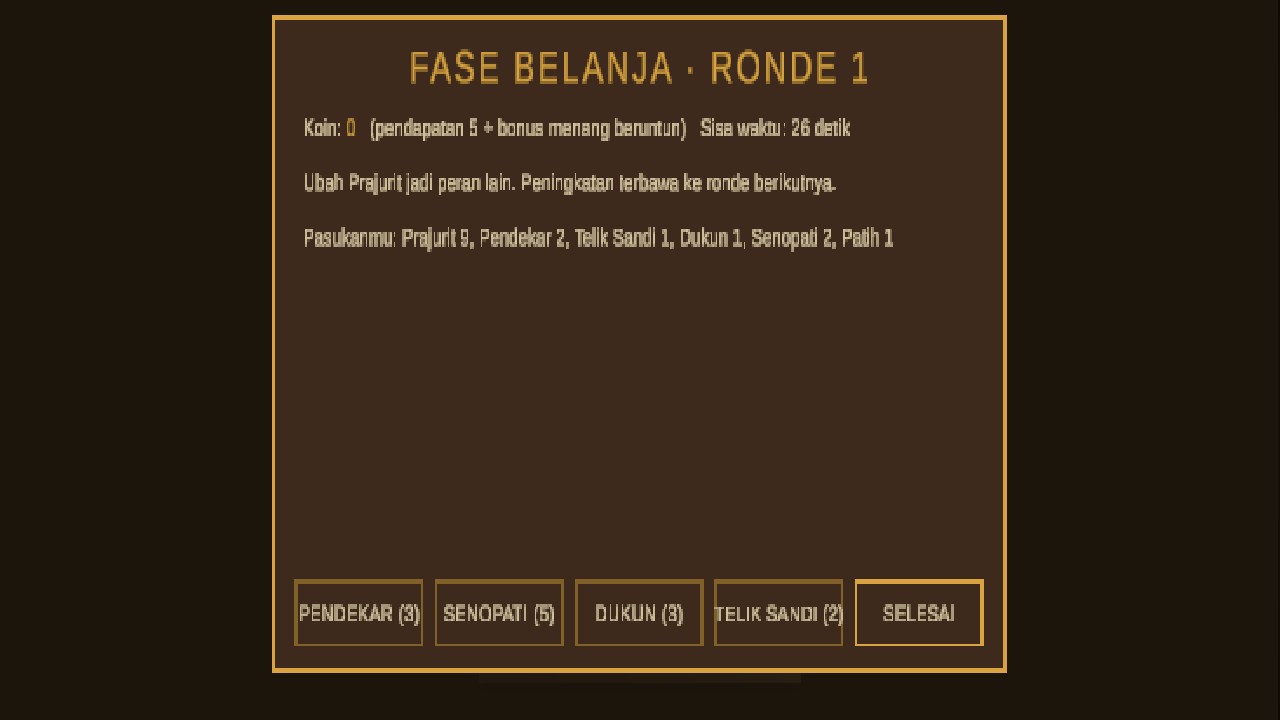 FASE BELANJA · RONDE 1
Koin: 0 (pendapatan 5 + bonus menang beruntun) Sisa waktu: 26 detik
Ubah Prajurit jadi peran lain. Peningkatan terbawa ke ronde berikutnya.
Pasukanmu: Prajurit 9, Pendekar 2, Telik Sandi 1, Dukun 1, Senopati 2, Patih 1
PENDEKAR (3) SENOPATI (5) DUKUN (3) TELIK SANDI (2) SELESAI